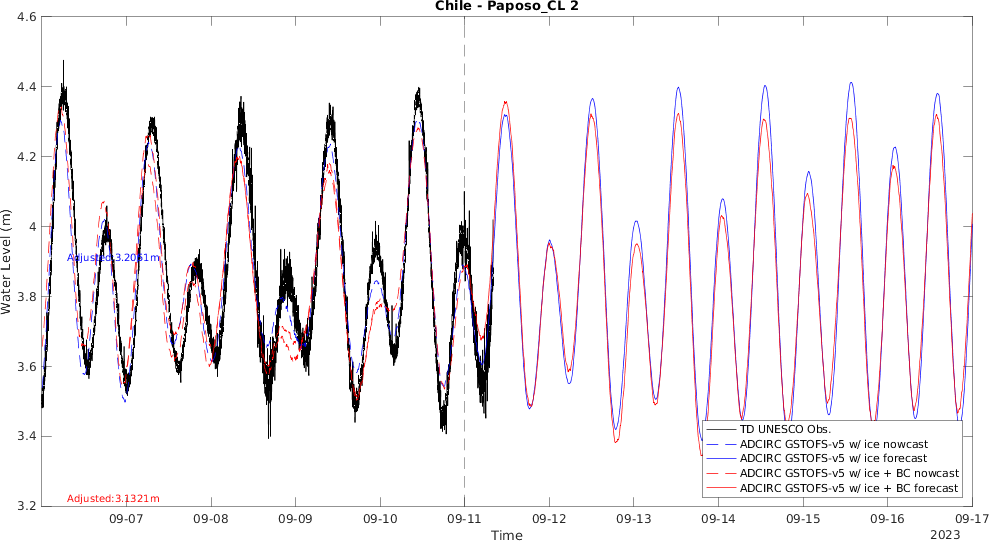 Chile - Paposo_CL 2
4.6
4.4
4.2
4
3.8
3.6
3.4
3.2
Water Level (m)
Adjusted:3.2051m
Adjusted:3.1321m
TD UNESCO Obs.
ADCIRC GSTOFS-v5 w/ ice nowcast
ADCIRC GSTOFS-v5 w/ ice forecast
ADCIRC GSTOFS-v5 w/ ice + BC nowcast
ADCIRC GSTOFS-v5 w/ ice + BC forecast
09-07 09-08 09-09 09-10 09-11 09-12 09-13 09-14 09-15 09-16 09-17
Time
2023